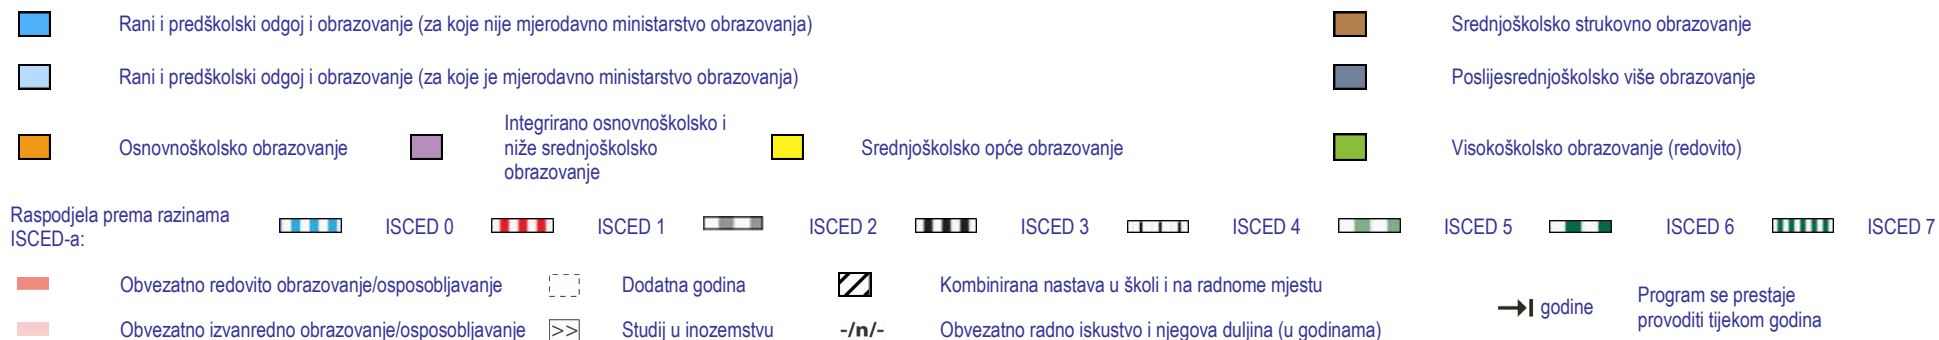 Rani i predškolski odgoj i obrazovanje (za koje nije mjerodavno ministarstvo obrazovanja)
Srednjoškolsko strukovno obrazovanje
Rani i predškolski odgoj i obrazovanje (za koje je mjerodavno ministarstvo obrazovanja)
Poslijesrednjoškolsko više obrazovanje
Osnovnoškolsko obrazovanje
Integrirano osnovnoškolsko i
niže srednjoškolsko
obrazovanje
Srednjoškolsko opće obrazovanje
Visokoškolsko obrazovanje (redovito)
Raspodjela prema razinama
ISCED-a:
ISCED 0
ISCED 1
ISCED 2
ISCED 3
ISCED 4
ISCED 5
ISCED 6
ISCED 7
Obvezatno redovito obrazovanje/osposobljavanje
Dodatna godina
Kombinirana nastava u školi i na radnome mjestu
godine
Program se prestaje
provoditi tijekom godina
Obvezatno izvanredno obrazovanje/osposobljavanje
>>
Studij u inozemstvu
-/n/-
Obvezatno radno iskustvo i njegova duljina (u godinama)